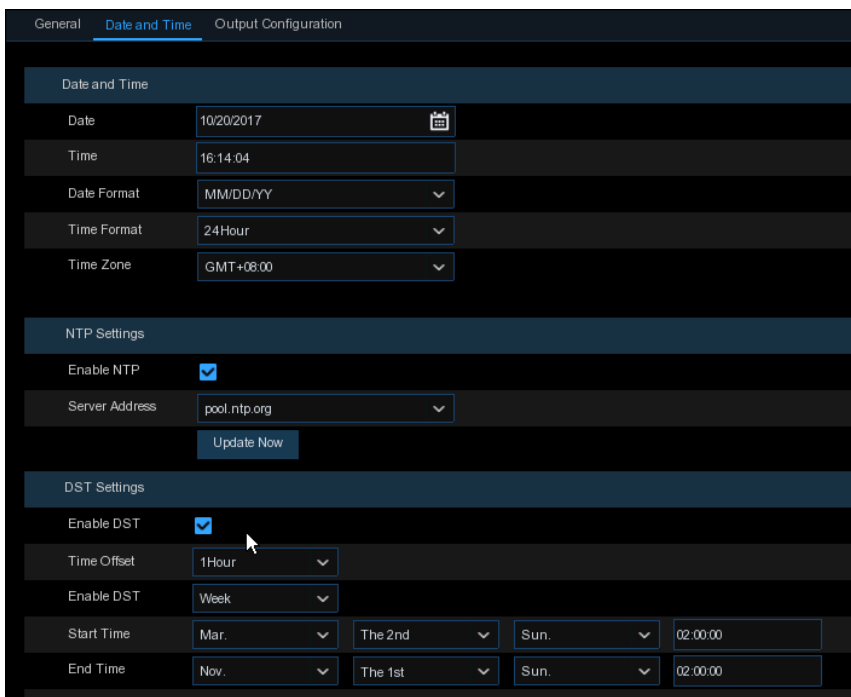 General Date and Time Output Configuration
Date and Time
Date 10/20/2017
Time 16:14:04
Date Format MM/DD/YY
Time Format 24Hour
Time Zone GMT+08:00
NTP Settings
Enable NTP
Server Address pool.ntp.org
Update Now
DST Settings
Enable DST
Time Offset 1Hour
Enable DST Week
Start Time Mar. The 2nd Sun. 02:00:00
End Time Nov. The 1st Sun. 02:00:00